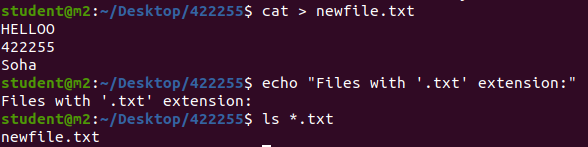 student@m2:~/Desktop/422255$ cat > newfile.txt
HELLOO
422255
Soha
student@m2:~/Desktop/422255$ echo "Files with '.txt' extension:"
Files with '.txt' extension:
student@m2:~/Desktop/422255$ ls *.txt
newfile.txt